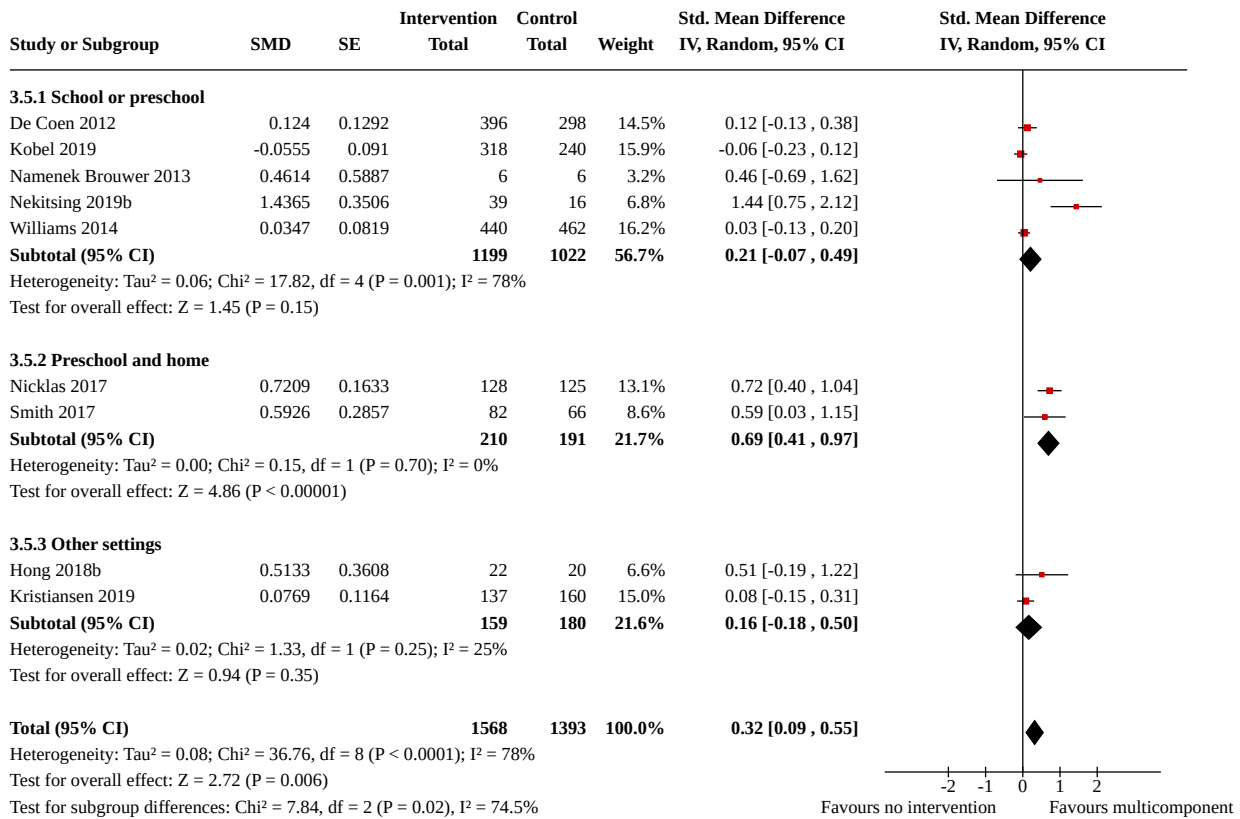 Intervention Control Std. Mean Difference Std. Mean Difference
Study or Subgroup SMD SE Total Total Weight IV, Random, 95% CI IV, Random, 95% CI
3.5.1 School or preschool
De Coen 2012 0.124 0.1292 396 298 14.5% 0.12 [-0.13 , 0.38]
Kobel 2019 -0.0555 0.091 318 240 15.9% -0.06 [-0.23 , 0.12]
Namenek Brouwer 2013 0.4614 0.5887 6 6 3.2% 0.46 [-0.69 , 1.62]
Nekitsing 2019b 1.4365 0.3506 39 16 6.8% 1.44 [0.75 , 2.12]
Williams 2014 0.0347 0.0819 440 462 16.2% 0.03 [-0.13 , 0.20]
Subtotal (95% CI) 1199 1022 56.7% 0.21 [-0.07 , 0.49]
Heterogeneity: Tau² = 0.06; Chi² = 17.82, df = 4 (P = 0.001); I² = 78%
Test for overall effect: Z = 1.45 (P = 0.15)
3.5.2 Preschool and home
Nicklas 2017 0.7209 0.1633 128 125 13.1% 0.72 [0.40 , 1.04]
Smith 2017 0.5926 0.2857 82 66 8.6% 0.59 [0.03 , 1.15]
Subtotal (95% CI) 210 191 21.7% 0.69 [0.41 , 0.97]
Heterogeneity: Tau² = 0.00; Chi² = 0.15, df = 1 (P = 0.70); I² = 0%
Test for overall effect: Z = 4.86 (P < 0.00001)
3.5.3 Other settings
Hong 2018b 0.5133 0.3608 22 20 6.6% 0.51 [-0.19 , 1.22]
Kristiansen 2019 0.0769 0.1164 137 160 15.0% 0.08 [-0.15 , 0.31]
Subtotal (95% CI) 159 180 21.6% 0.16 [-0.18 , 0.50]
Heterogeneity: Tau² = 0.02; Chi² = 1.33, df = 1 (P = 0.25); I² = 25%
Test for overall effect: Z = 0.94 (P = 0.35)
Total (95% CI) 1568 1393 100.0% 0.32 [0.09 , 0.55]
Heterogeneity: Tau² = 0.08; Chi² = 36.76, df = 8 (P < 0.0001); I² = 78%
Test for overall effect: Z = 2.72 (P = 0.006)
-2 -1 0 1 2
Test for subgroup differences: Chi² = 7.84, df = 2 (P = 0.02), I² = 74.5% Favours no intervention Favours multicomponent